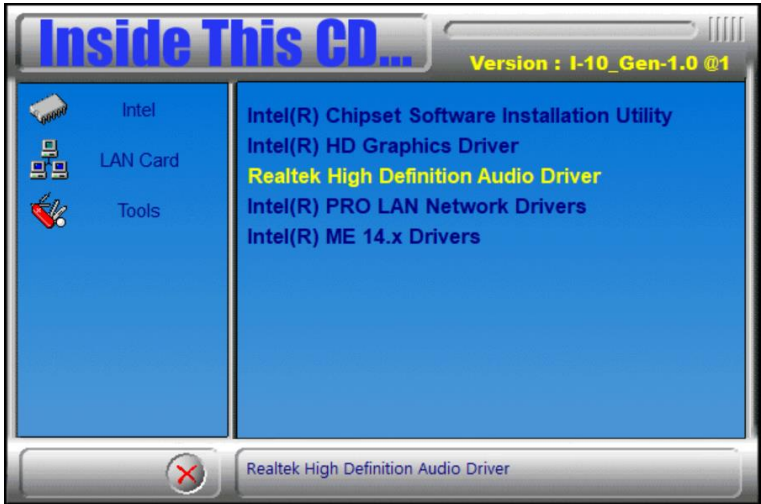 Inside This CD...
Version : I-10_Gen-1.0 @1
Intel
LAN Card
Tools
Intel(R) Chipset Software Installation Utility
Intel(R) HD Graphics Driver
Realtek High Definition Audio Driver
Intel(R) PRO LAN Network Drivers
Intel(R) ME 14.x Drivers
Realtek High Definition Audio Driver